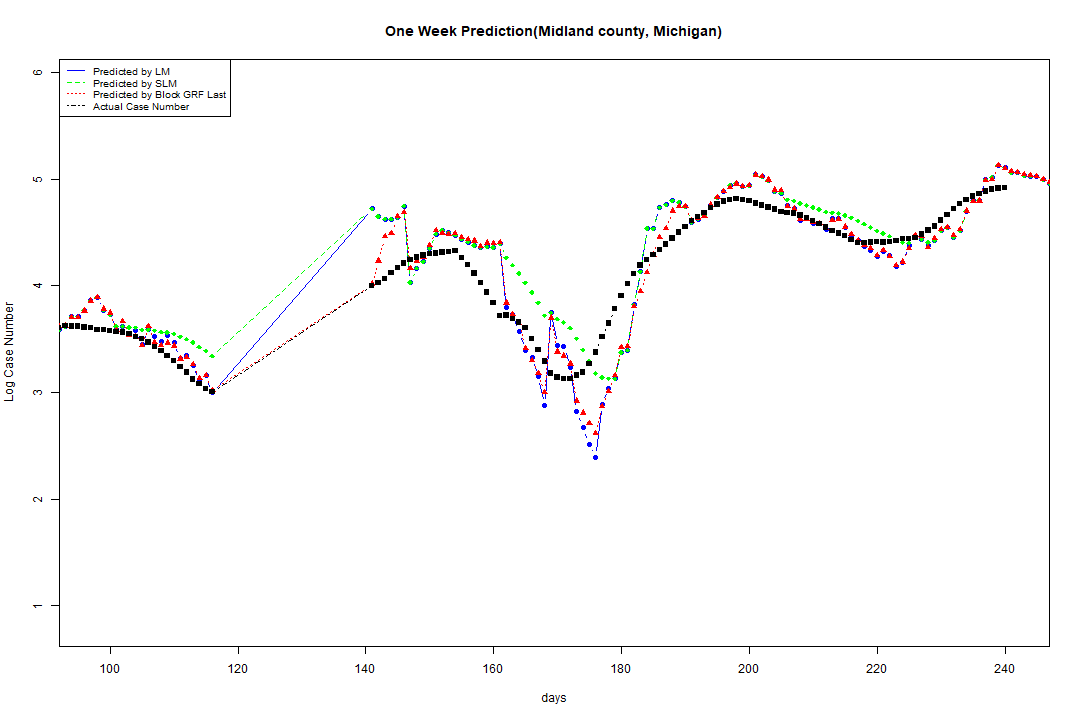 One Week Prediction(Midland county, Michigan)
Predicted by LM
Predicted by SLM
Predicted by Block GRF Last
Actual Case Number
6
5
4
3
2
1
Log Case Number
100 120 140 160 180 200 220 240
days